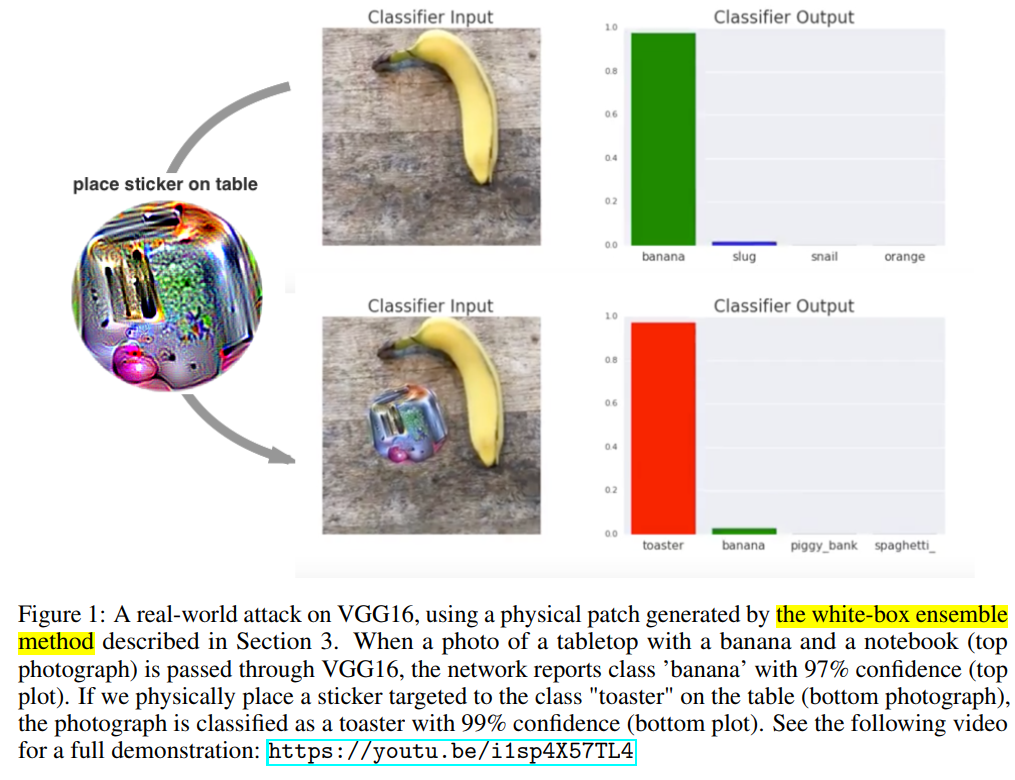 Classifier Input
Classifier Output
1.0
0.8
0.6
0.4
0.2
0.0
banana slug snail orange
place sticker on table
Classifier Input
Classifier Output
1.0
0.8
0.6
0.4
0.2
0.0
toaster banana piggy_bank spaghetti_
Figure 1: A real-world attack on VGG16, using a physical patch generated by the white-box ensemble
method described in Section 3. When a photo of a tabletop with a banana and a notebook (top
photograph) is passed through VGG16, the network reports class ’banana’ with 97% confidence (top
plot). If we physically place a sticker targeted to the class "toaster" on the table (bottom photograph),
the photograph is classified as a toaster with 99% confidence (bottom plot). See the following video
for a full demonstration: https://youtu.be/i1sp4X57TL4